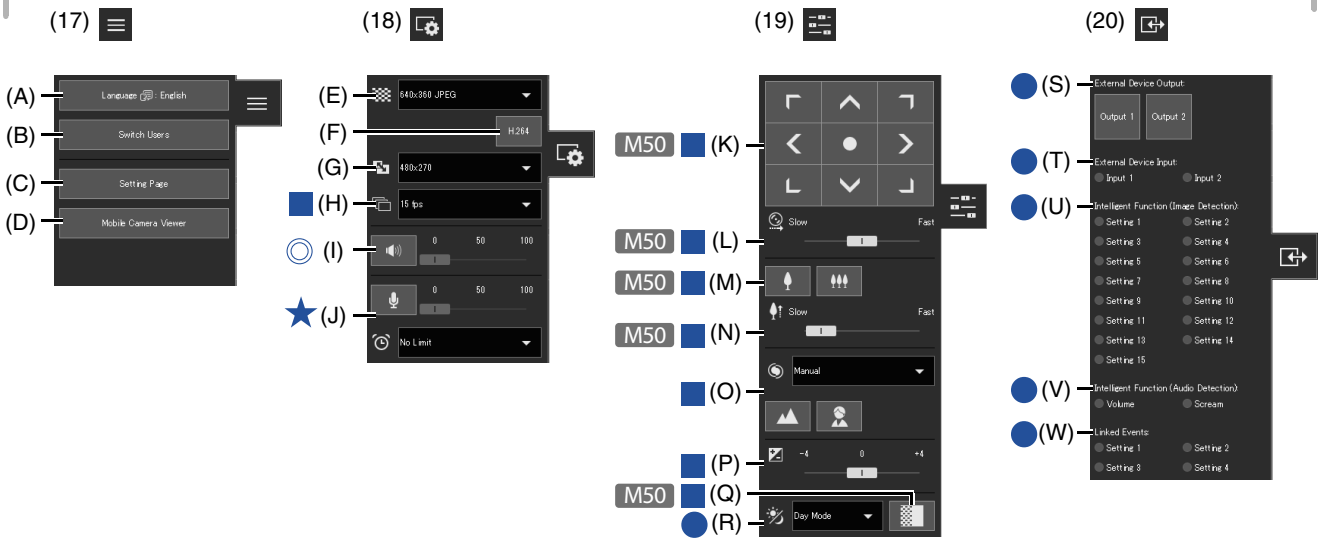 (17)
(18)
(19)
(20)
(A)
Language : English
(B)
Switch Users
(C)
Setting Page
(D)
Mobile Camera Viewer
(E)
640x360 JPEG
(F)
H.264
(G)
480x270
(H)
15 fps
(I)
0 50 100
(J)
0 50 100
No Limit
M50 (K)
Slow Fast
M50 (L)
M50 (M)
Slow Fast
M50 (N)
Manual
(O)
-4 0 +4
(P)
M50 (Q)
(R)
Day Mode
(S)
External Device Output:
Output 1 Output 2
(T)
External Device Input:
Input 1 Input 2
(U)
Intelligent Function (Image Detection):
Setting 1 Setting 2
Setting 3 Setting 4
Setting 5 Setting 6
Setting 7 Setting 8
Setting 9 Setting 10
Setting 11 Setting 12
Setting 13 Setting 14
Setting 15
(V)
Intelligent Function (Audio Detection)
Volume Scream
(W)
Linked Events:
Setting 1 Setting 2
Setting 3 Setting 4